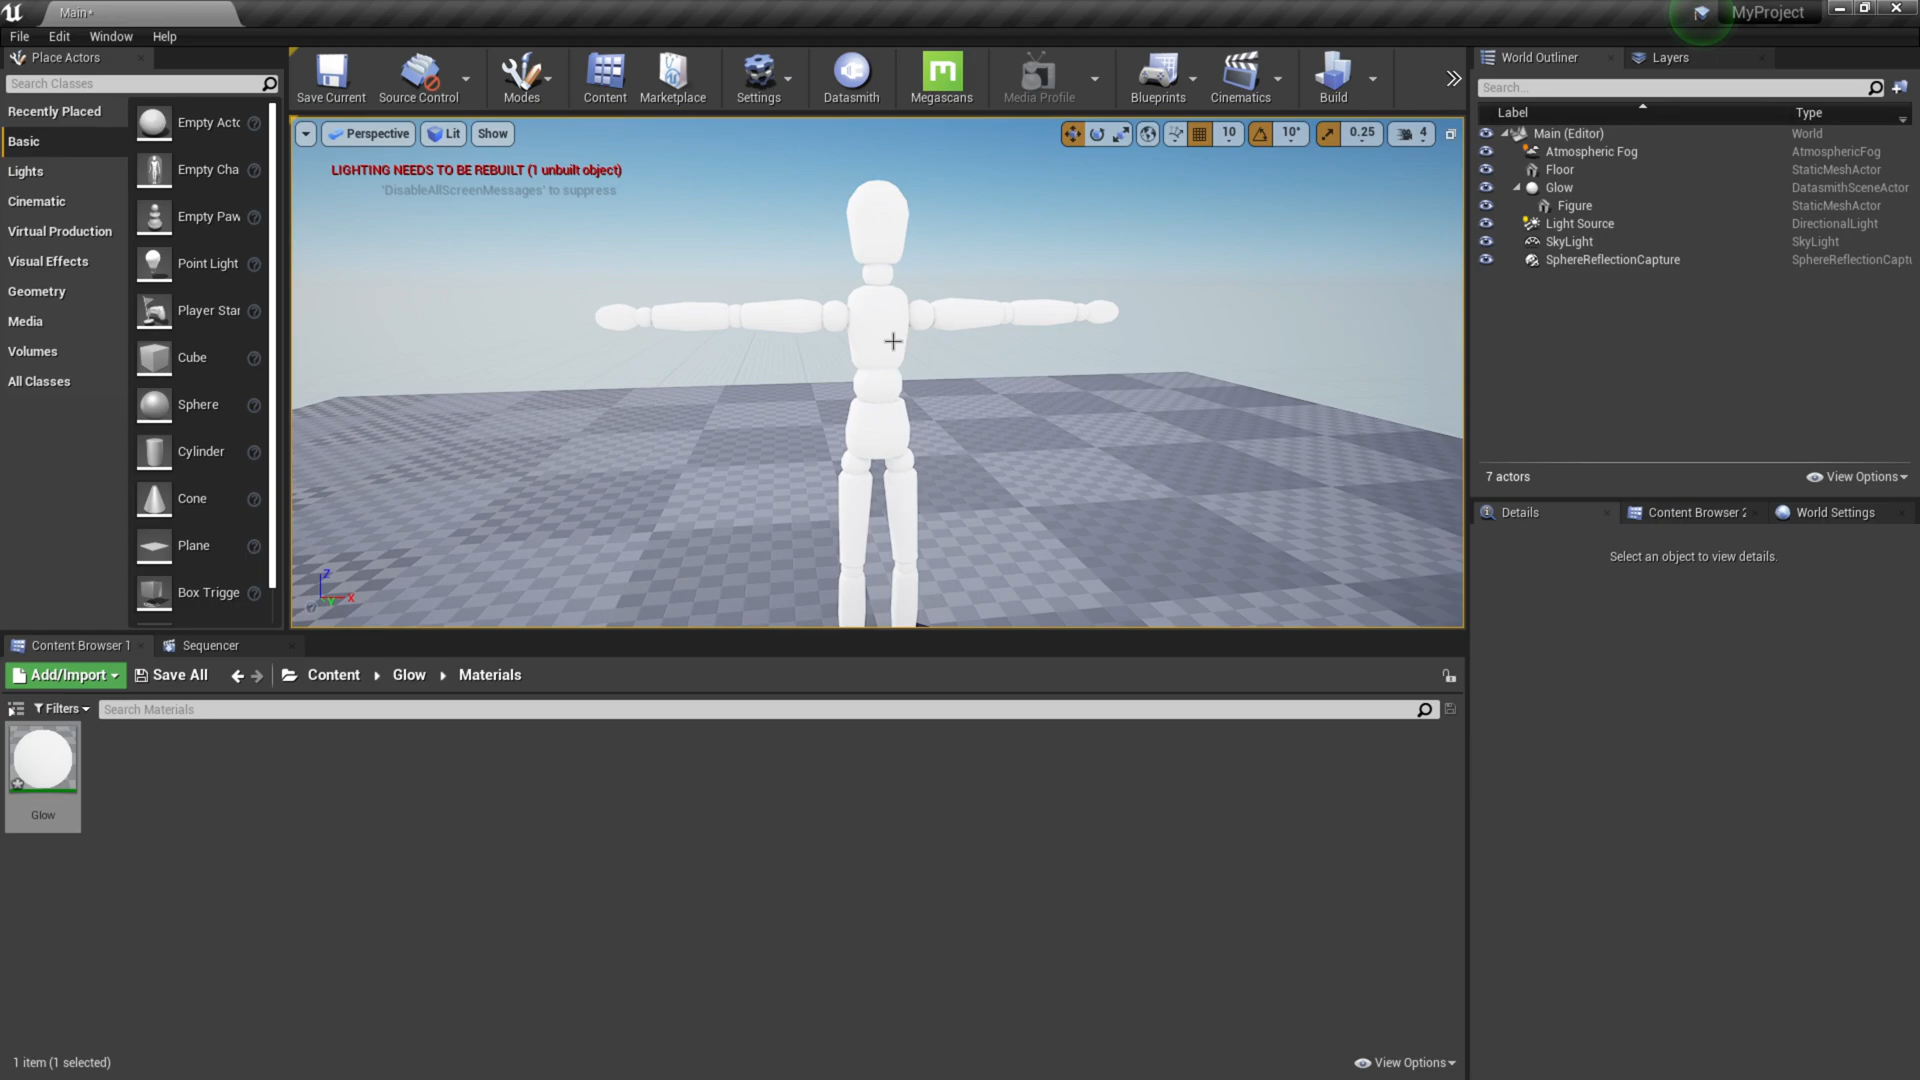 Main*
MyProject
File Edit Window Help
Place Actors
Search Classes
Recently Placed
Basic
Lights
Cinematic
Virtual Production
Visual Effects
Geometry
Media
Volumes
All Classes
Empty Acto
Empty Cha
Empty Paw
Point Light
Player Star
Cube
Sphere
Cylinder
Cone
Plane
Box Trigge
Save Current
Source Control
Modes
Content
Marketplace
Settings
Datasmith
Megascans
Media Profile
Blueprints
Cinematics
Build
Perspective Lit Show
10 10° 0.25 4
LIGHTING NEEDS TO BE REBUILT (1 unbuilt object)
'DisableAllScreenMessages' to suppress
Z
X
Y
World Outliner Layers
Search...
Label Type
Main (Editor) World
Atmospheric Fog AtmosphericFog
Floor StaticMeshActor
Glow DatasmithSceneActor
Figure StaticMeshActor
Light Source DirectionalLight
SkyLight SkyLight
SphereReflectionCapture SphereReflectionCaptu
7 actors View Options
Details Content Browser 2 World Settings
Select an object to view details.
Content Browser 1 Sequencer
Add/Import Save All Content Glow Materials
Filters Search Materials
Glow
1 item (1 selected) View Options